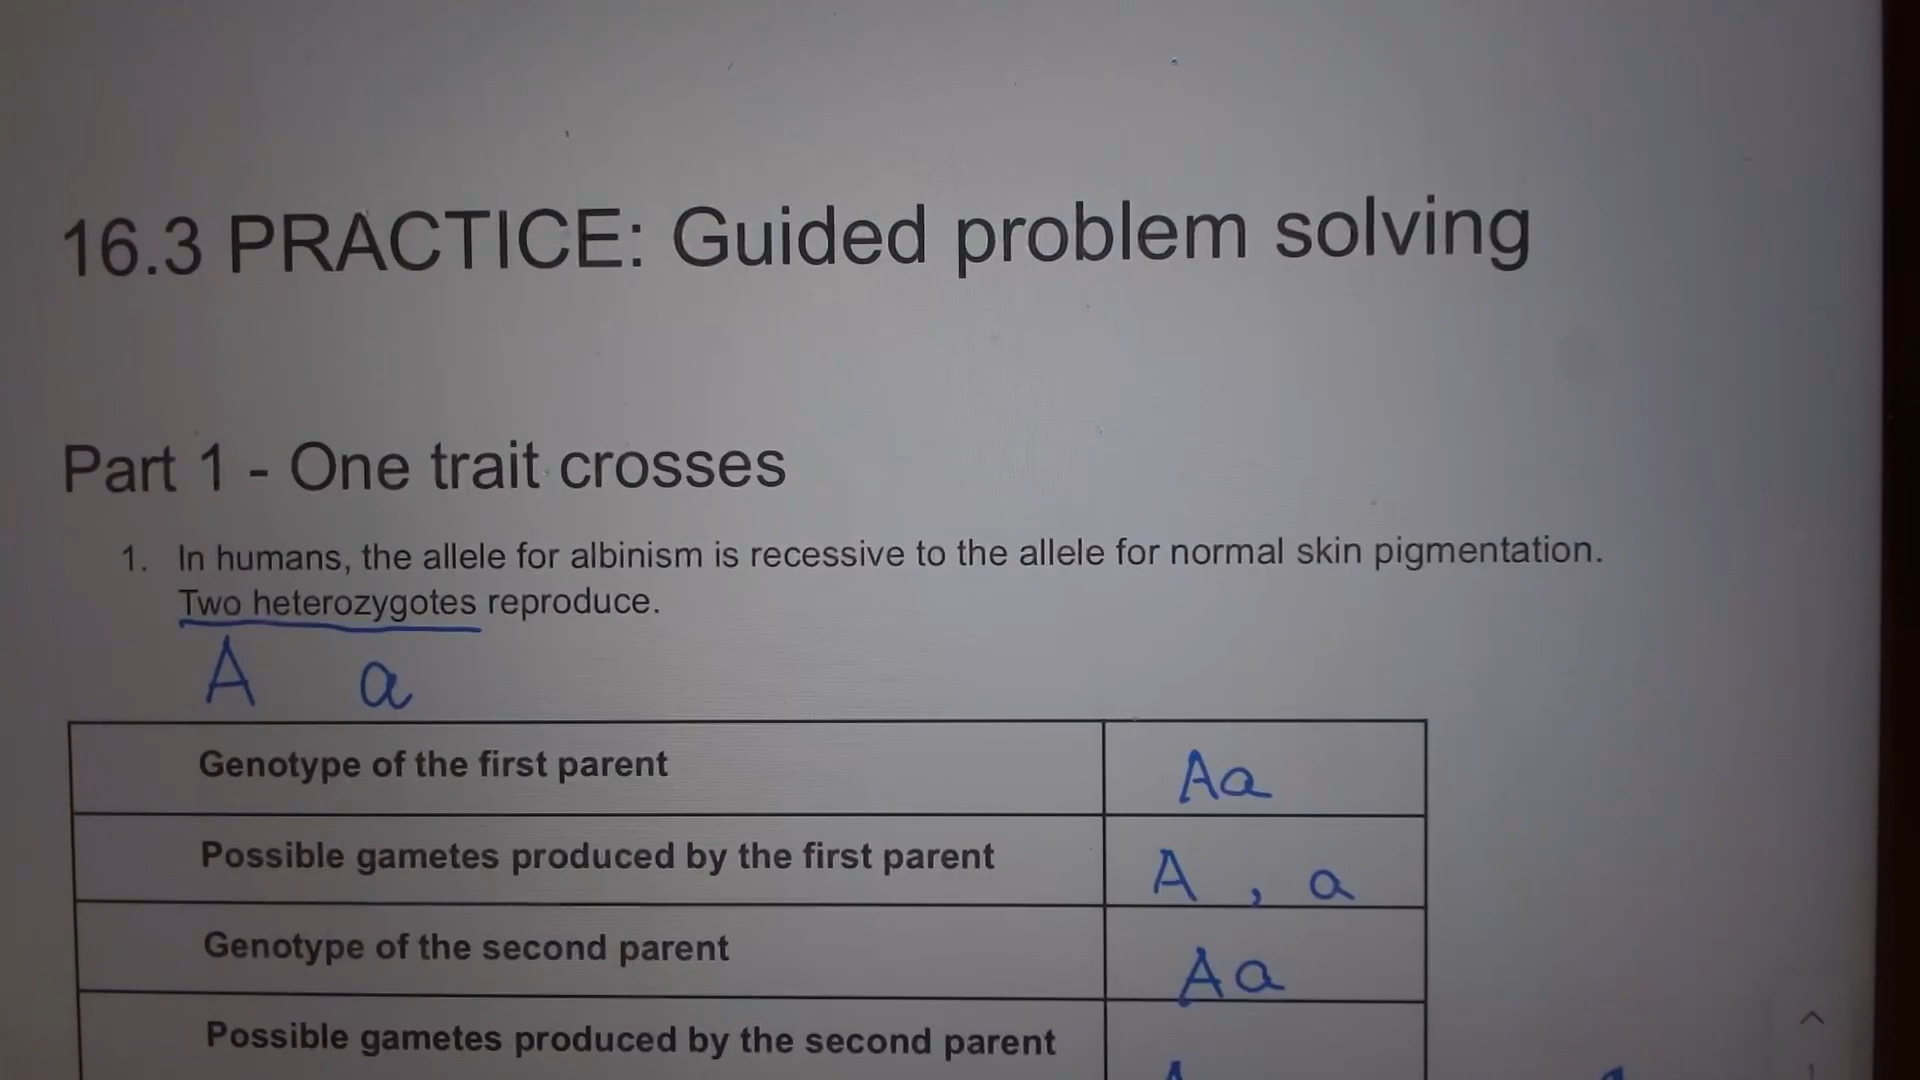 16.3 PRACTICE: Guided problem solving
Part 1 - One trait crosses
1. In humans, the allele for albinism is recessive to the allele for normal skin pigmentation.
Two heterozygotes reproduce.
A a
Genotype of the first parent Aa
Possible gametes produced by the first parent A , a
Genotype of the second parent Aa
Possible gametes produced by the second parent